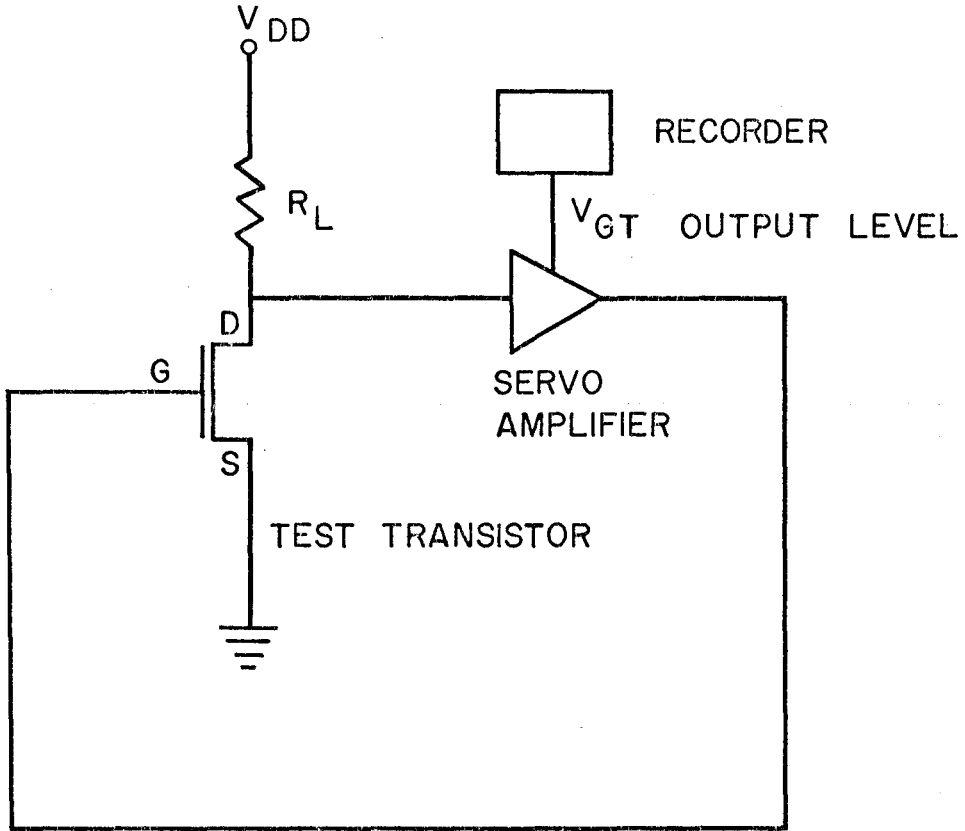 V DD
RECORDER
R L
V GT OUTPUT LEVEL
D
G
SERVO
AMPLIFIER
S
TEST TRANSISTOR